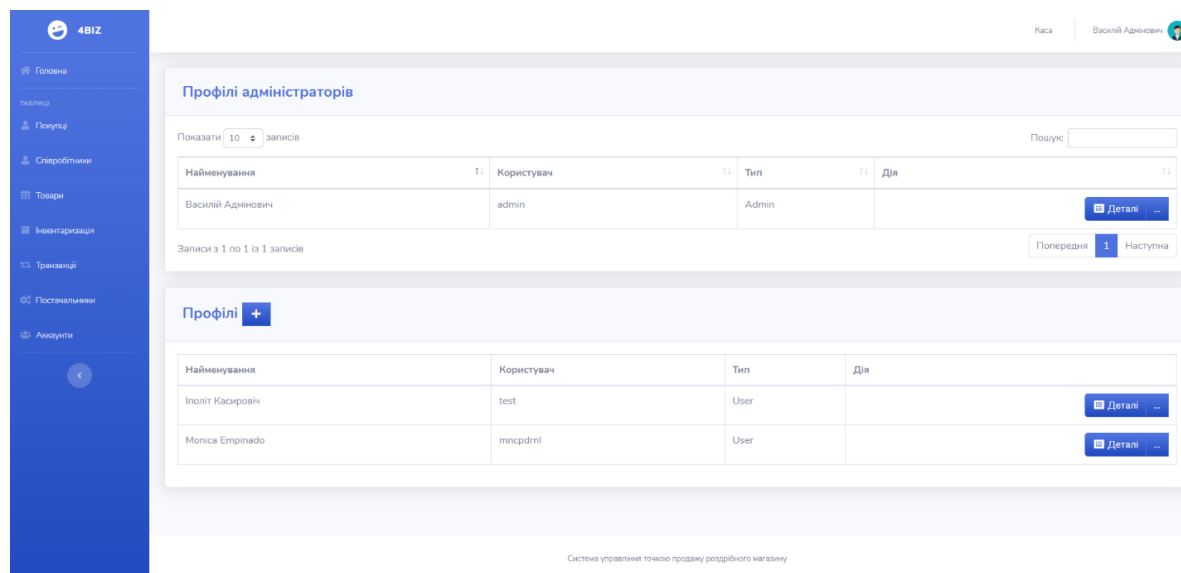 4BIZ
Каса
Василій Адмінович
Головна
ТАБЛИЦІ
Покупці
Співробітники
Товари
Інвентаризація
Транзакції
Постачальники
Аккаунти
Профілі адміністраторів
Показати 10 записів
Пошук:
Найменування Користувач Тип Дія
Василій Адмінович admin Admin Деталі ...
Записи з 1 по 1 із 1 записів
Попередня 1 Наступна
Профілі +
Найменування Користувач Тип Дія
Іполіт Касировіч test User Деталі ...
Monica Empinado mncpdrnl User Деталі ...
Система управління точкою продажу роздрібного магазину